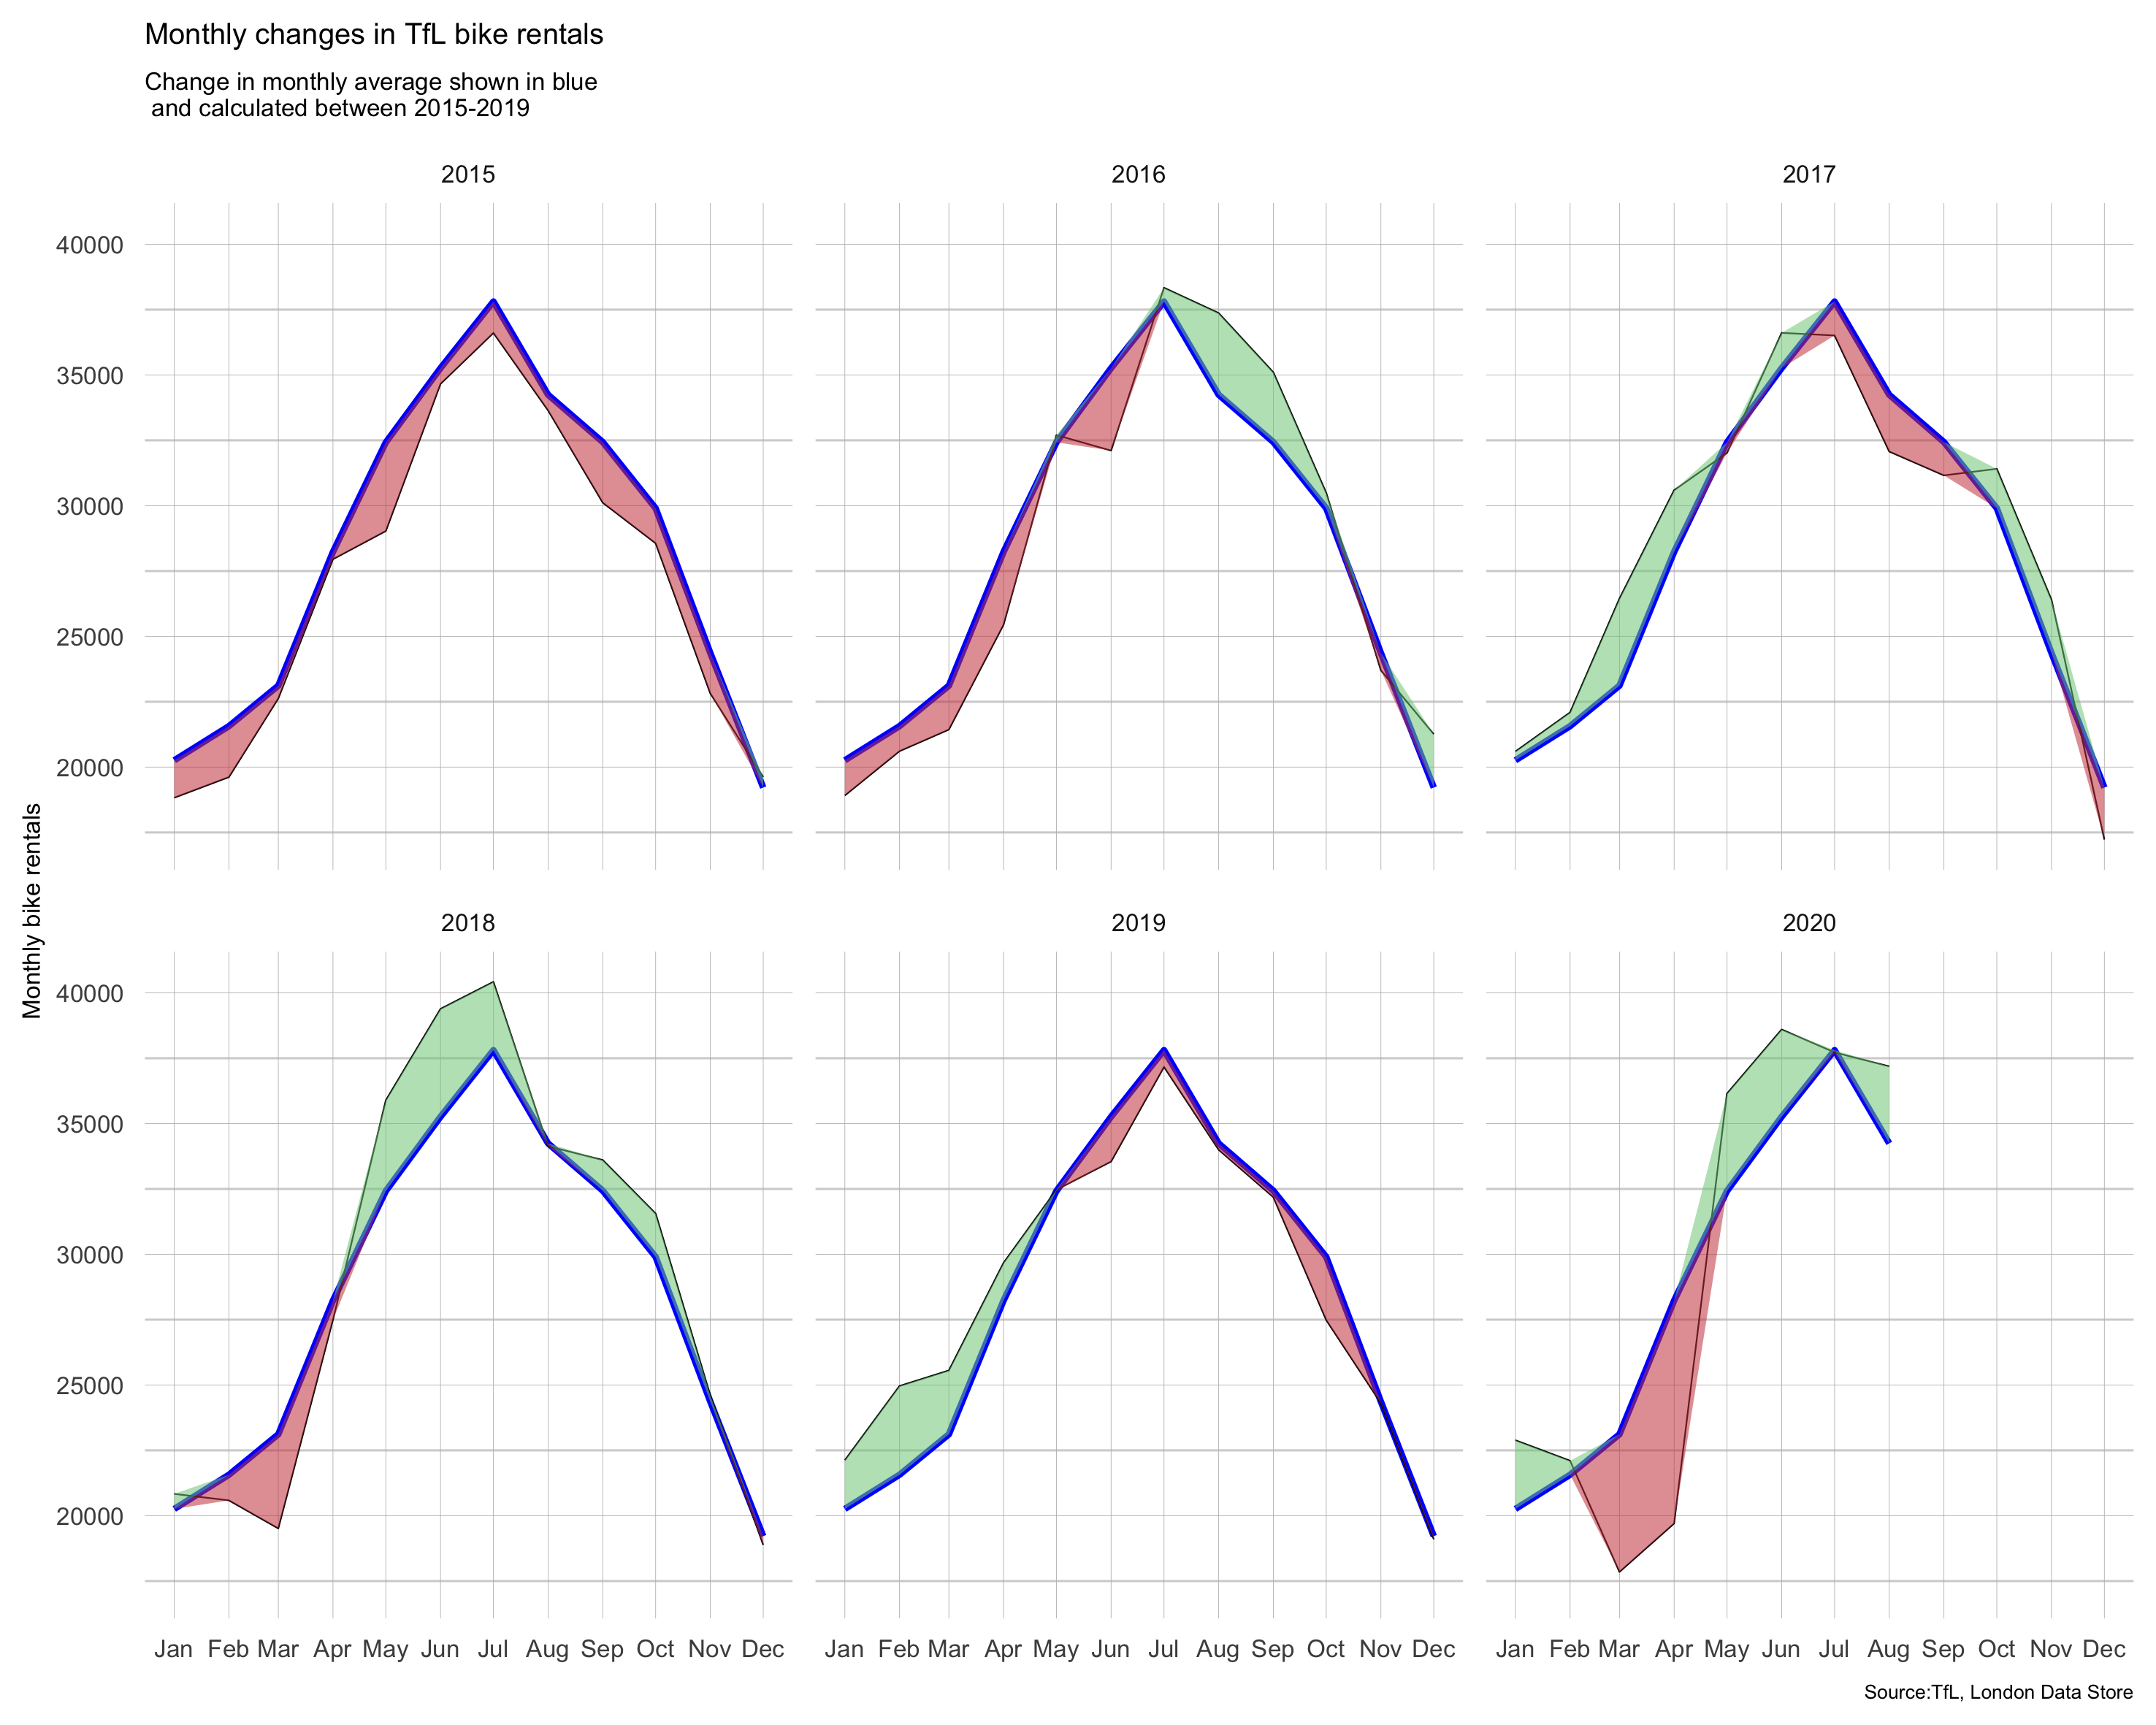 Monthly changes in TfL bike rentals
Change in monthly average shown in blue
and calculated between 2015-2019
2015 2016 2017
40000
35000
30000
25000
20000
Monthly bike rentals
2018 2019 2020
40000
35000
30000
25000
20000
Jan Feb Mar Apr May Jun Jul Aug Sep Oct Nov Dec Jan Feb Mar Apr May Jun Jul Aug Sep Oct Nov Dec Jan Feb Mar Apr May Jun Jul Aug Sep Oct Nov Dec
Source:TfL, London Data Store